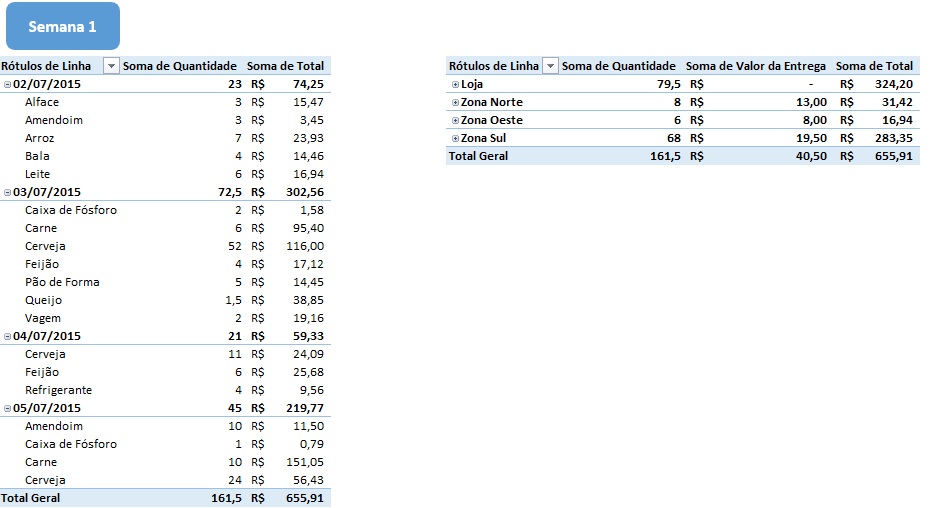 Semana 1
Rótulos de Linha Soma de Quantidade Soma de Total
02/07/2015 23 R$ 74,25
Alface 3 R$ 15,47
Amendoim 3 R$ 3,45
Arroz 7 R$ 23,93
Bala 4 R$ 14,46
Leite 6 R$ 16,94
03/07/2015 72,5 R$ 302,56
Caixa de Fósforo 2 R$ 1,58
Carne 6 R$ 95,40
Cerveja 52 R$ 116,00
Feijão 4 R$ 17,12
Pão de Forma 5 R$ 14,45
Queijo 1,5 R$ 38,85
Vagem 2 R$ 19,16
04/07/2015 21 R$ 59,33
Cerveja 11 R$ 24,09
Feijão 6 R$ 25,68
Refrigerante 4 R$ 9,56
05/07/2015 45 R$ 219,77
Amendoim 10 R$ 11,50
Caixa de Fósforo 1 R$ 0,79
Carne 10 R$ 151,05
Cerveja 24 R$ 56,43
Total Geral 161,5 R$ 655,91
Rótulos de Linha Soma de Quantidade Soma de Valor da Entrega Soma de Total
Loja 79,5 R$ - R$ 324,20
Zona Norte 8 R$ 13,00 R$ 31,42
Zona Oeste 6 R$ 8,00 R$ 16,94
Zona Sul 68 R$ 19,50 R$ 283,35
Total Geral 161,5 R$ 40,50 R$ 655,91